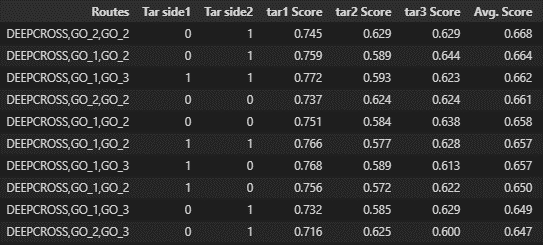 Routes Tar side1 Tar side2 tar1 Score tar2 Score tar3 Score Avg. Score
DEEPCROSS,GO_2,GO_2 0 1 0.745 0.629 0.629 0.668
DEEPCROSS,GO_1,GO_2 0 1 0.759 0.589 0.644 0.664
DEEPCROSS,GO_1,GO_3 1 1 0.772 0.593 0.623 0.662
DEEPCROSS,GO_2,GO_2 0 0 0.737 0.624 0.624 0.661
DEEPCROSS,GO_1,GO_2 0 0 0.751 0.584 0.638 0.658
DEEPCROSS,GO_1,GO_2 1 1 0.766 0.577 0.628 0.657
DEEPCROSS,GO_1,GO_3 1 0 0.768 0.589 0.613 0.657
DEEPCROSS,GO_1,GO_2 1 0 0.756 0.572 0.622 0.650
DEEPCROSS,GO_1,GO_3 0 1 0.732 0.585 0.629 0.649
DEEPCROSS,GO_2,GO_3 0 1 0.716 0.625 0.600 0.647